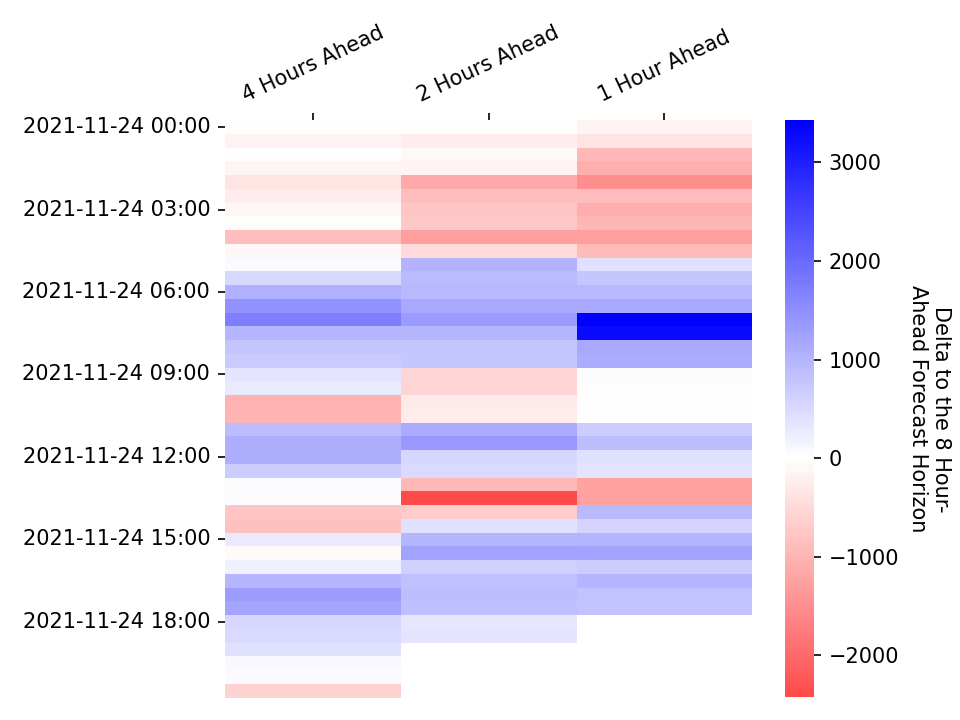 4 Hours Ahead
2 Hours Ahead
1 Hour Ahead
2021-11-24 00:00
2021-11-24 03:00
2021-11-24 06:00
2021-11-24 09:00
2021-11-24 12:00
2021-11-24 15:00
2021-11-24 18:00
3000
2000
1000
0
−1000
−2000
Delta to the 8 Hour-
Ahead Forecast Horizon